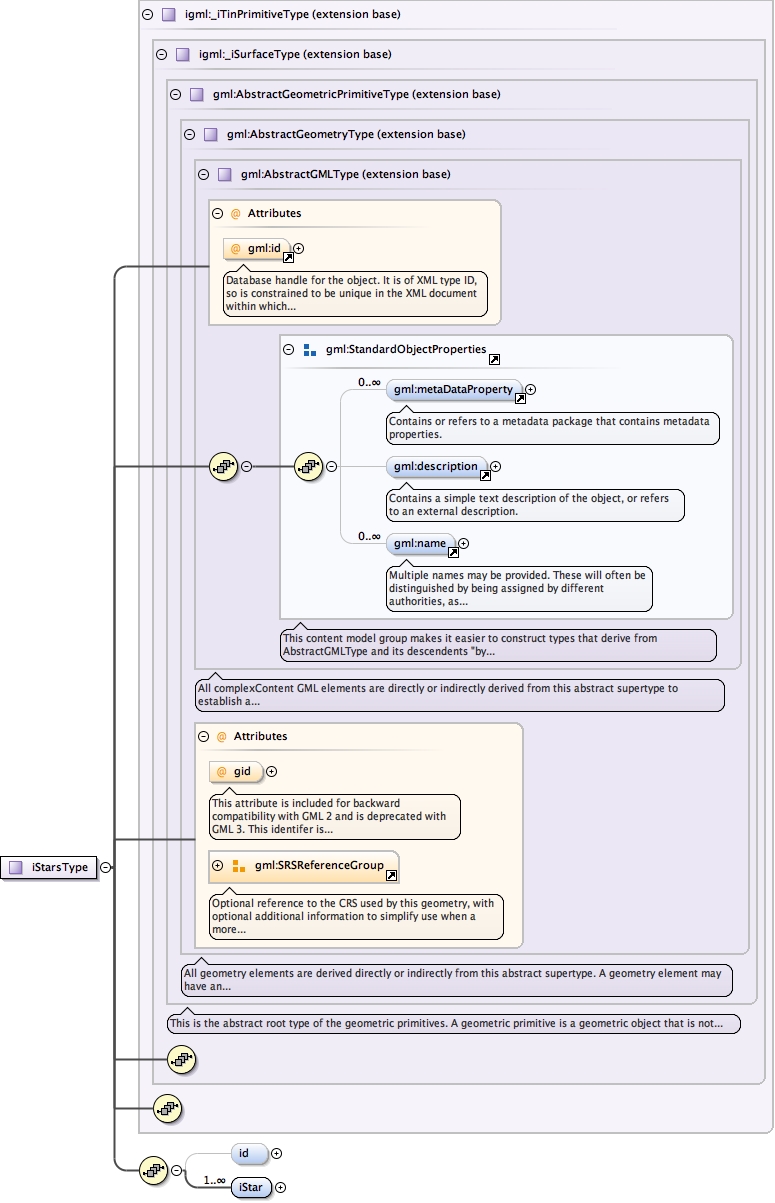 igml:_iTinPrimitiveType (extension base)
igml:_iSurfaceType (extension base)
gml:AbstractGeometricPrimitiveType (extension base)
gml:AbstractGeometryType (extension base)
gml:AbstractGMLType (extension base)
@ Attributes
@ gml:id
Database handle for the object. It is of XML type ID,
so is constrained to be unique in the XML document
within which...
gml:StandardObjectProperties
0..∞
gml:metaDataProperty
Contains or refers to a metadata package that contains metadata
properties.
gml:description
Contains a simple text description of the object, or refers
to an external description.
0..∞
gml:name
Multiple names may be provided. These will often be
distinguished by being assigned by different
authorities, as...
This content model group makes it easier to construct types that derive from
AbstractGMLType and its descendents "by...
All complexContent GML elements are directly or indirectly derived from this abstract supertype to
establish a...
@ Attributes
@ gid
This attribute is included for backward
compatibility with GML 2 and is deprecated with
GML 3. This identifer is...
gml:SRSReferenceGroup
iStarsType
Optional reference to the CRS used by this geometry, with
optional additional information to simplify use when a
more...
All geometry elements are derived directly or indirectly from this abstract supertype. A geometry element may
have an...
This is the abstract root type of the geometric primitives. A geometric primitive is a geometric object that is not...
id
1..∞
iStar